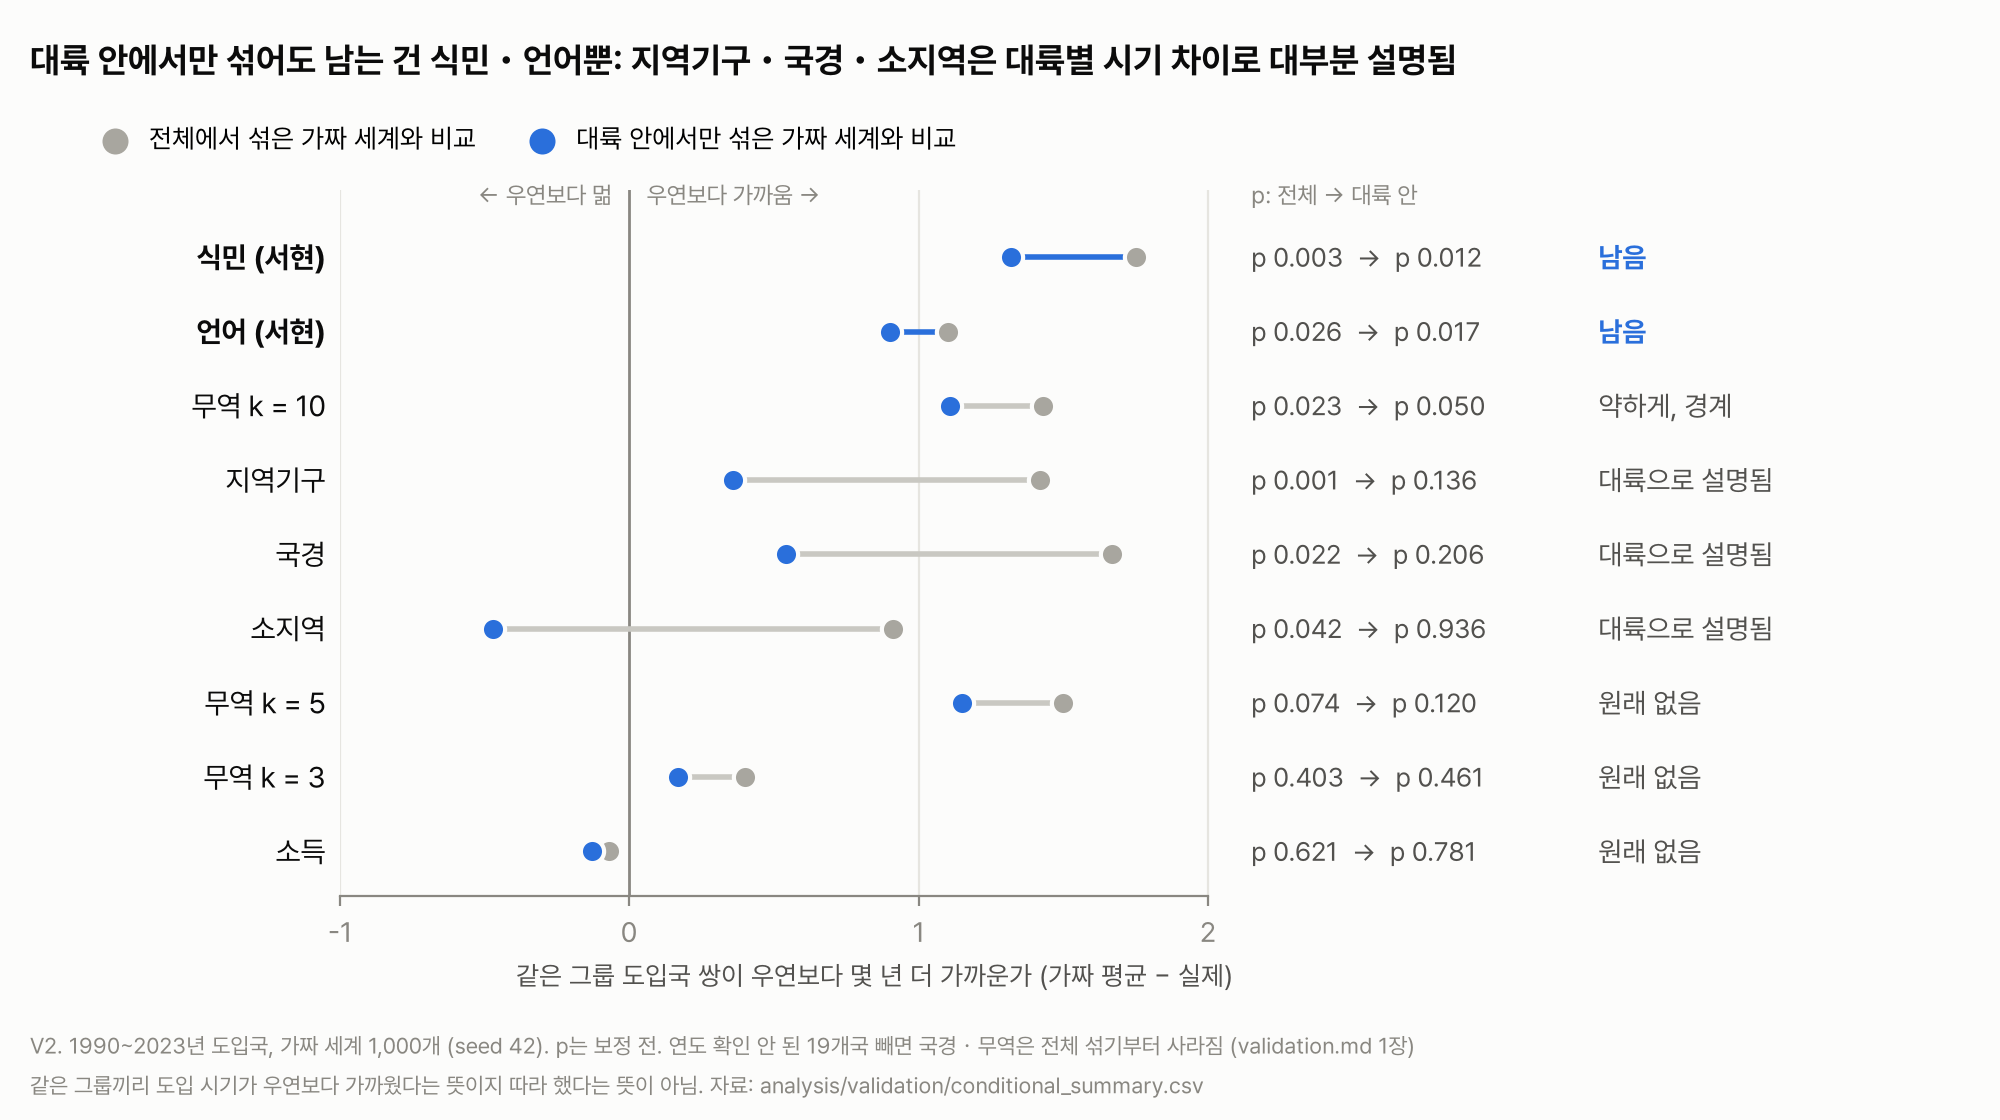 대륙 안에서만 섞어도 남는 건 식민 · 언어뿐: 지역기구 · 국경 · 소지역은 대륙별 시기 차이로 대부분 설명됨
전체에서 섞은 가짜 세계와 비교
대륙 안에서만 섞은 가짜 세계와 비교
← 우연보다 멂
우연보다 가까움 →
p: 전체 → 대륙 안
식민 (서현) p 0.003 → p 0.012 남음
언어 (서현) p 0.026 → p 0.017 남음
무역 k = 10 p 0.023 → p 0.050 약하게, 경계
지역기구 p 0.001 → p 0.136 대륙으로 설명됨
국경 p 0.022 → p 0.206 대륙으로 설명됨
소지역 p 0.042 → p 0.936 대륙으로 설명됨
무역 k = 5 p 0.074 → p 0.120 원래 없음
무역 k = 3 p 0.403 → p 0.461 원래 없음
소득 p 0.621 → p 0.781 원래 없음
-1 0 1 2
같은 그룹 도입국 쌍이 우연보다 몇 년 더 가까운가 (가짜 평균 − 실제)
V2. 1990~2023년 도입국, 가짜 세계 1,000개 (seed 42). p는 보정 전. 연도 확인 안 된 19개국 빼면 국경 · 무역은 전체 섞기부터 사라짐 (validation.md 1장)
같은 그룹끼리 도입 시기가 우연보다 가까웠다는 뜻이지 따라 했다는 뜻이 아님. 자료: analysis/validation/conditional_summary.csv